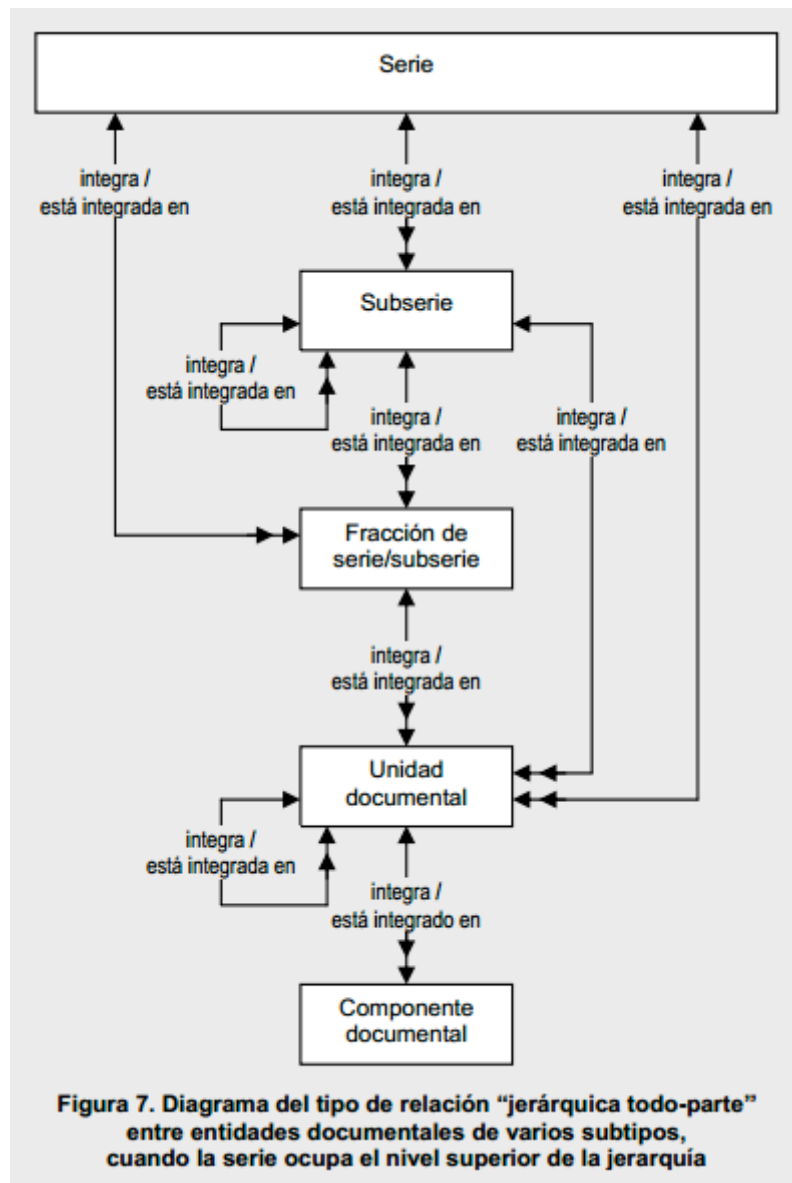 Serie
integra /
está integrada en
integra /
está integrada en
integra /
está integrada en
Subserie
integra /
está integrada en
integra /
está integrada en
integra /
está integrada en
Fracción de
serie/subserie
integra /
está integrada en
Unidad
documental
integra /
está integrada en
integra /
está integrado en
Componente
documental
Figura 7. Diagrama del tipo de relación “jerárquica todo-parte”
entre entidades documentales de varios subtipos,
cuando la serie ocupa el nivel superior de la jerarquía